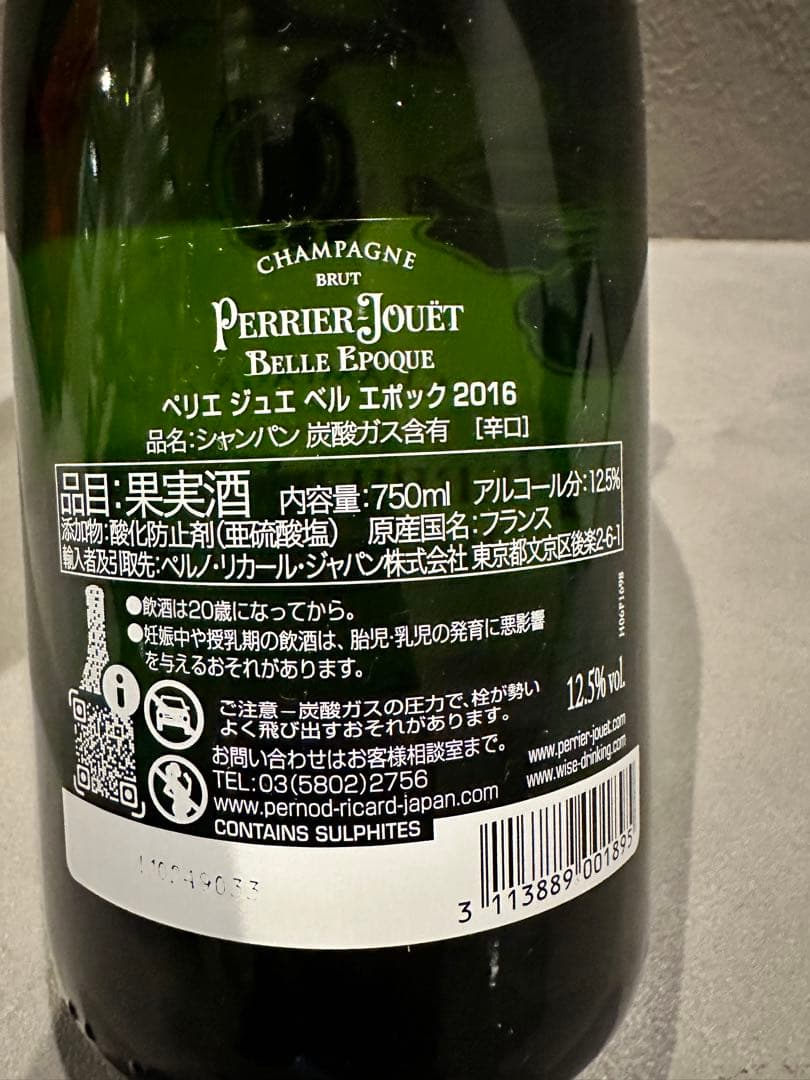 CHAMPAGNE
BRUT
PERRIER-JOUËT
BELLE EPOQUE
ペリエ ジュエ ベル エポック 2016
品名:シャンパン 炭酸ガス含有 [辛口]
品目:果実酒 内容量:750ml アルコール分:12.5%
添加物:酸化防止剤(亜硫酸塩) 原産国名:フランス
輸入者及引取先:ペルノ・リカール・ジャパン株式会社 東京都文京区後楽2-6-1
●飲酒は20歳になってから。
●妊娠中や授乳期の飲酒は、胎児・乳児の発育に悪影響
を与えるおそれがあります。
ご注意－炭酸ガスの圧力で、栓が勢い
よく飛び出すおそれがあります。
12.5% vol.
お問い合わせはお客様相談室まで。
TEL:03(5802)2756
www.pernod-ricard-japan.com
www.perrier-jouet.com
www.wise-drinking.com
CONTAINS SULPHITES
3 113889 001895